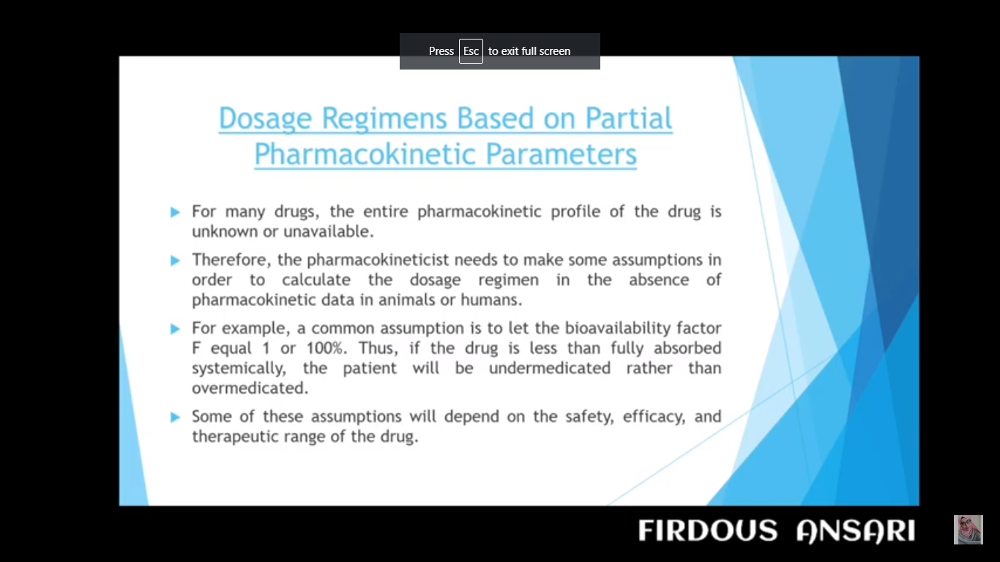 Press Esc to exit full screen
Dosage Regimens Based on Partial
Pharmacokinetic Parameters
For many drugs, the entire pharmacokinetic profile of the drug is
unknown or unavailable.
Therefore, the pharmacokineticist needs to make some assumptions in
order to calculate the dosage regimen in the absence of
pharmacokinetic data in animals or humans.
For example, a common assumption is to let the bioavailability factor
F equal 1 or 100%. Thus, if the drug is less than fully absorbed
systemically, the patient will be undermedicated rather than
overmedicated.
Some of these assumptions will depend on the safety, efficacy, and
therapeutic range of the drug.
FIRDOUS ANSARI